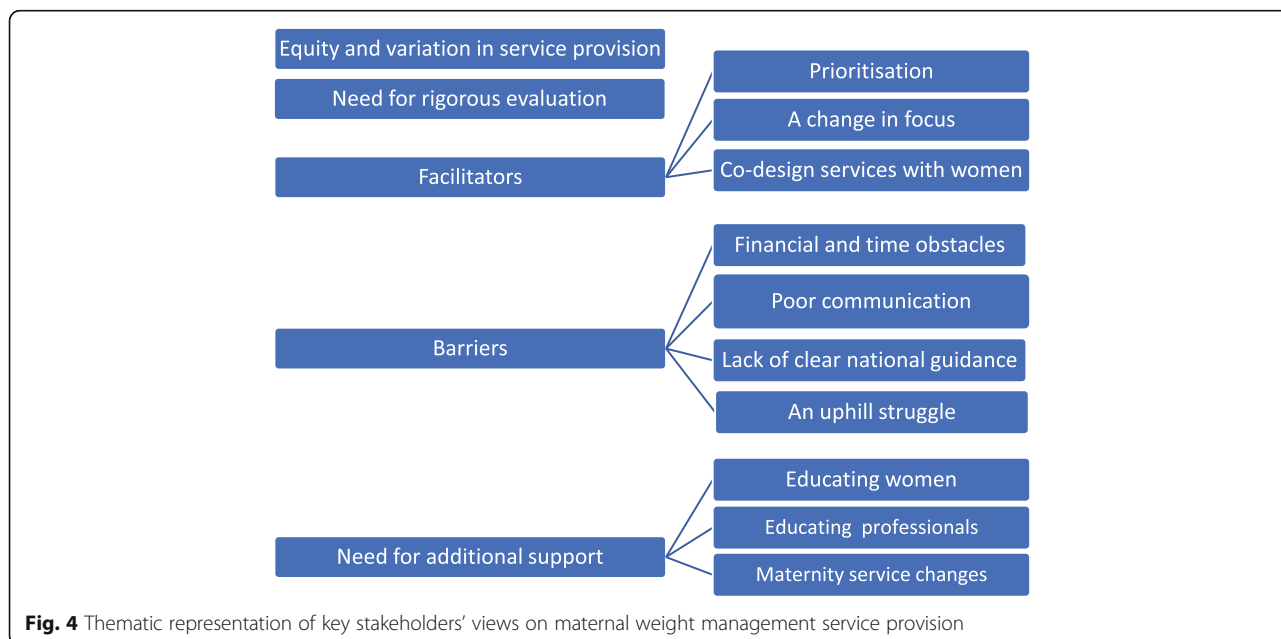 Equity and variation in service provision
Need for rigorous evaluation
Facilitators
Prioritisation
A change in focus
Co-design services with women
Barriers
Financial and time obstacles
Poor communication
Lack of clear national guidance
An uphill struggle
Need for additional support
Educating women
Educating professionals
Maternity service changes
Fig. 4 Thematic representation of key stakeholders' views on maternal weight management service provision